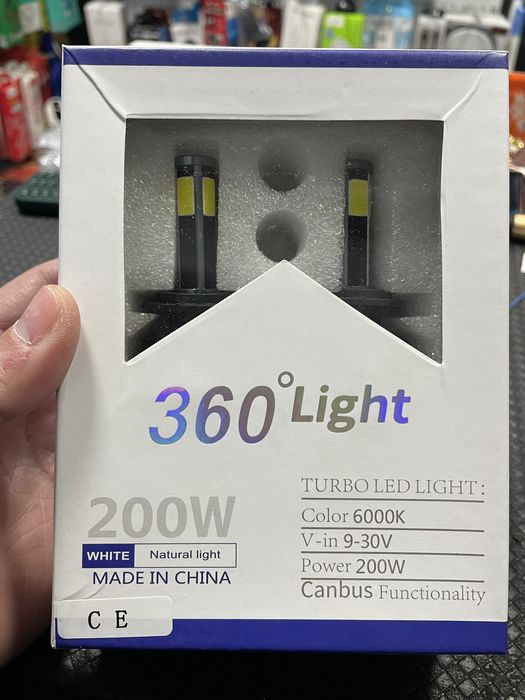 360° Light
200W
WHITE Natural light
MADE IN CHINA
C E
TURBO LED LIGHT:
Color 6000K
V-in 9-30V
Power 200W
Canbus Functionality